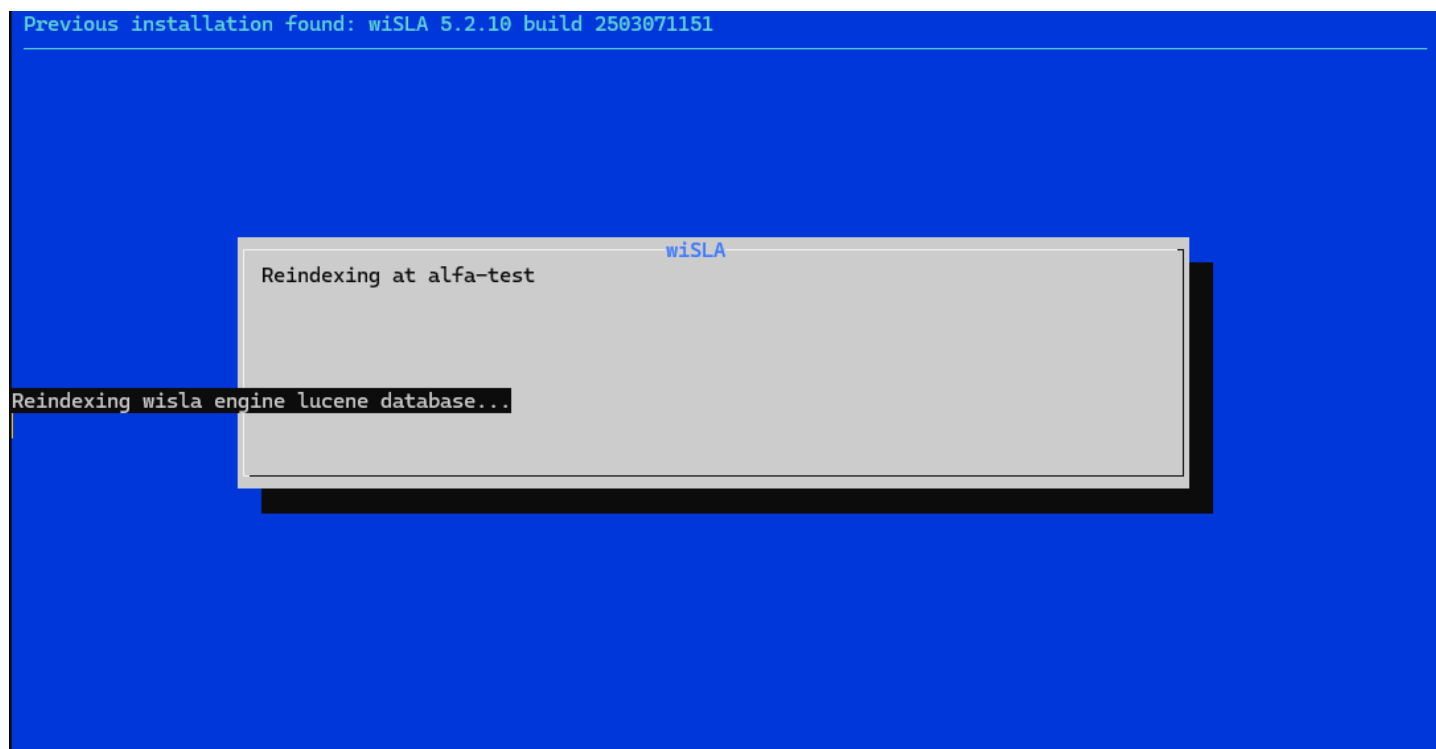 Previous installation found: wiSLA 5.2.10 build 2503071151
wiSLA
Reindexing at alfa-test
Reindexing wisla engine lucene database...